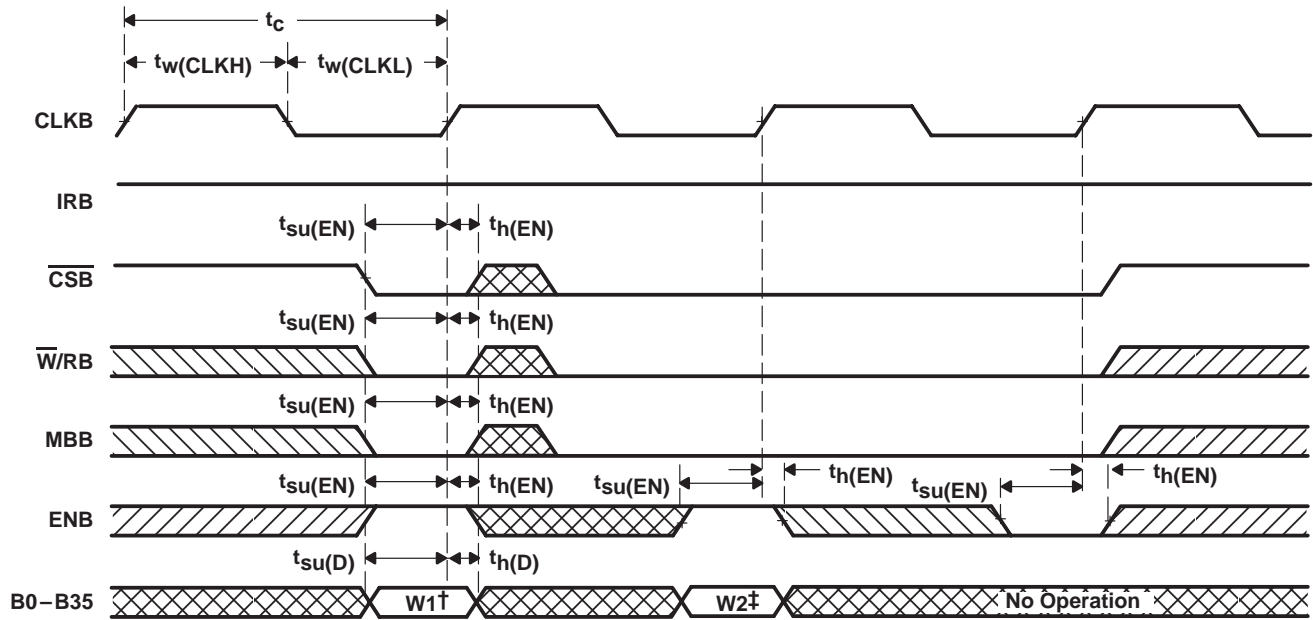 tc
tw(CLKH) tw(CLKL)
CLKB
IRB
tsu(EN) th(EN)
CSB
tsu(EN) th(EN)
W/RB
tsu(EN) th(EN)
MBB
tsu(EN) th(EN) tsu(EN) th(EN) tsu(EN) th(EN)
ENB
tsu(D) th(D)
B0–B35 W1† W2‡ No Operation